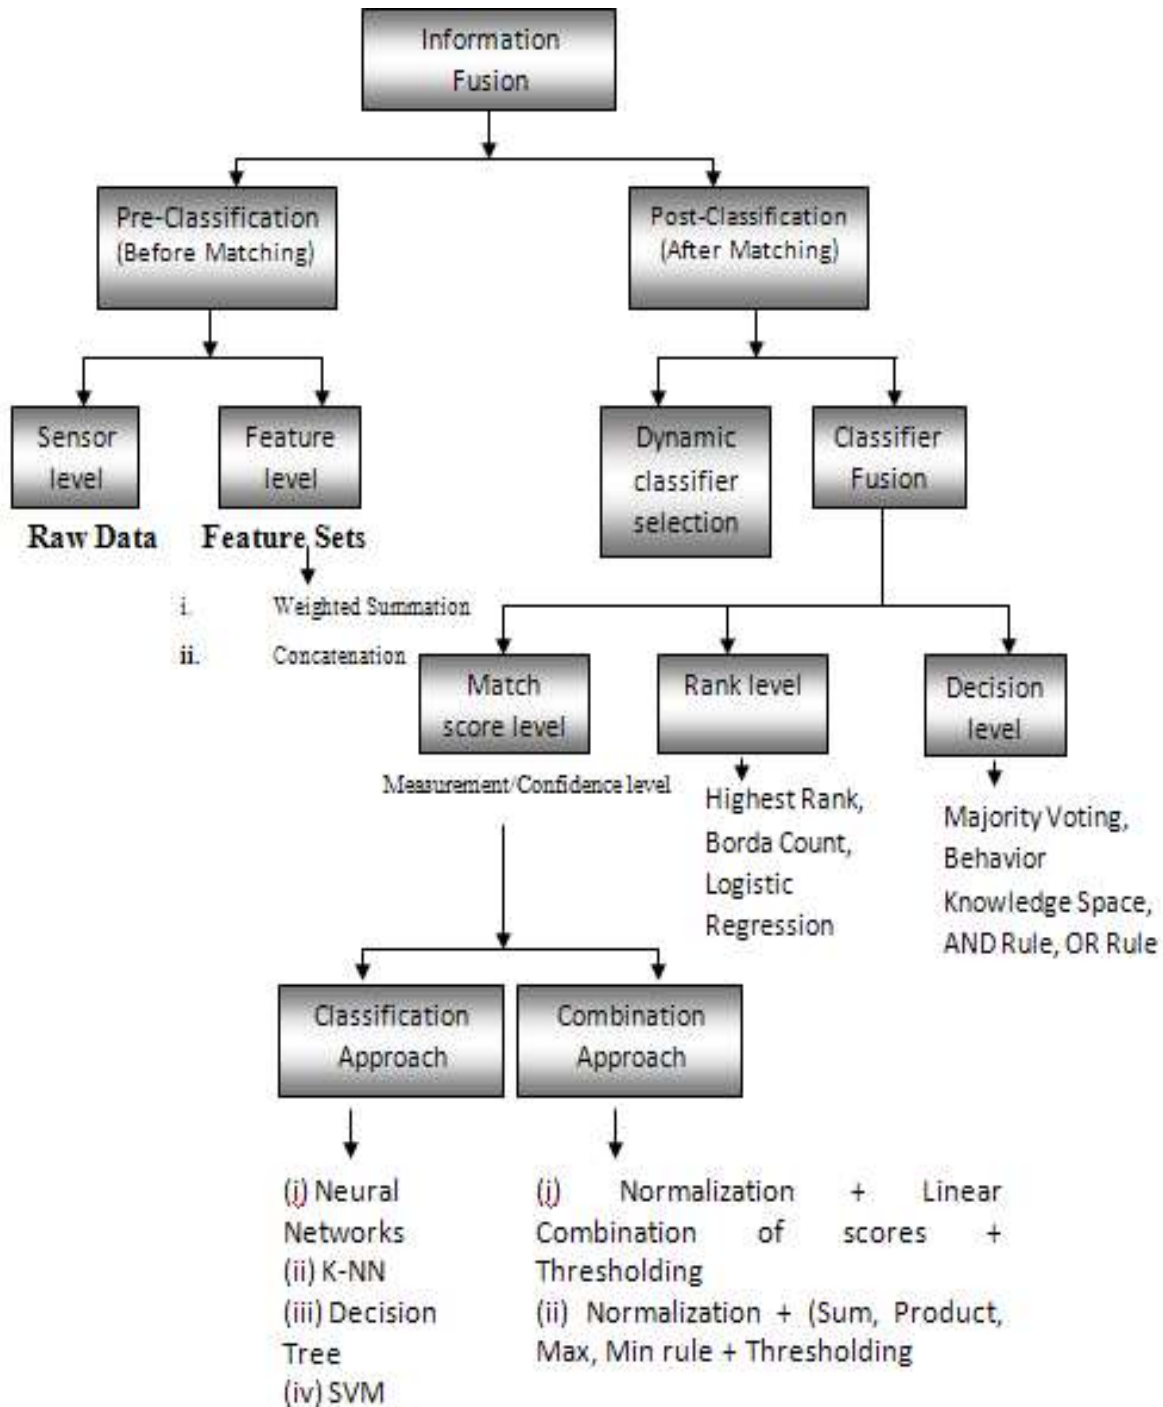 Information
Fusion
Pre-Classification
(Before Matching)
Post-Classification
(After Matching)
Sensor
level
Feature
level
Dynamic
classifier
selection
Classifier
Fusion
Raw Data
Feature Sets
i. Weighted Summation
ii. Concatenation
Match
score level
Rank level
Decision
level
Measurement/Confidence level
Highest Rank,
Borda Count,
Logistic
Regression
Majority Voting,
Behavior
Knowledge Space,
AND Rule, OR Rule
Classification
Approach
Combination
Approach
(i) Neural
Networks
(ii) K-NN
(iii) Decision
Tree
(iv) SVM
(i) Normalization + Linear
Combination of scores +
Thresholding
(ii) Normalization + (Sum, Product,
Max, Min rule + Thresholding